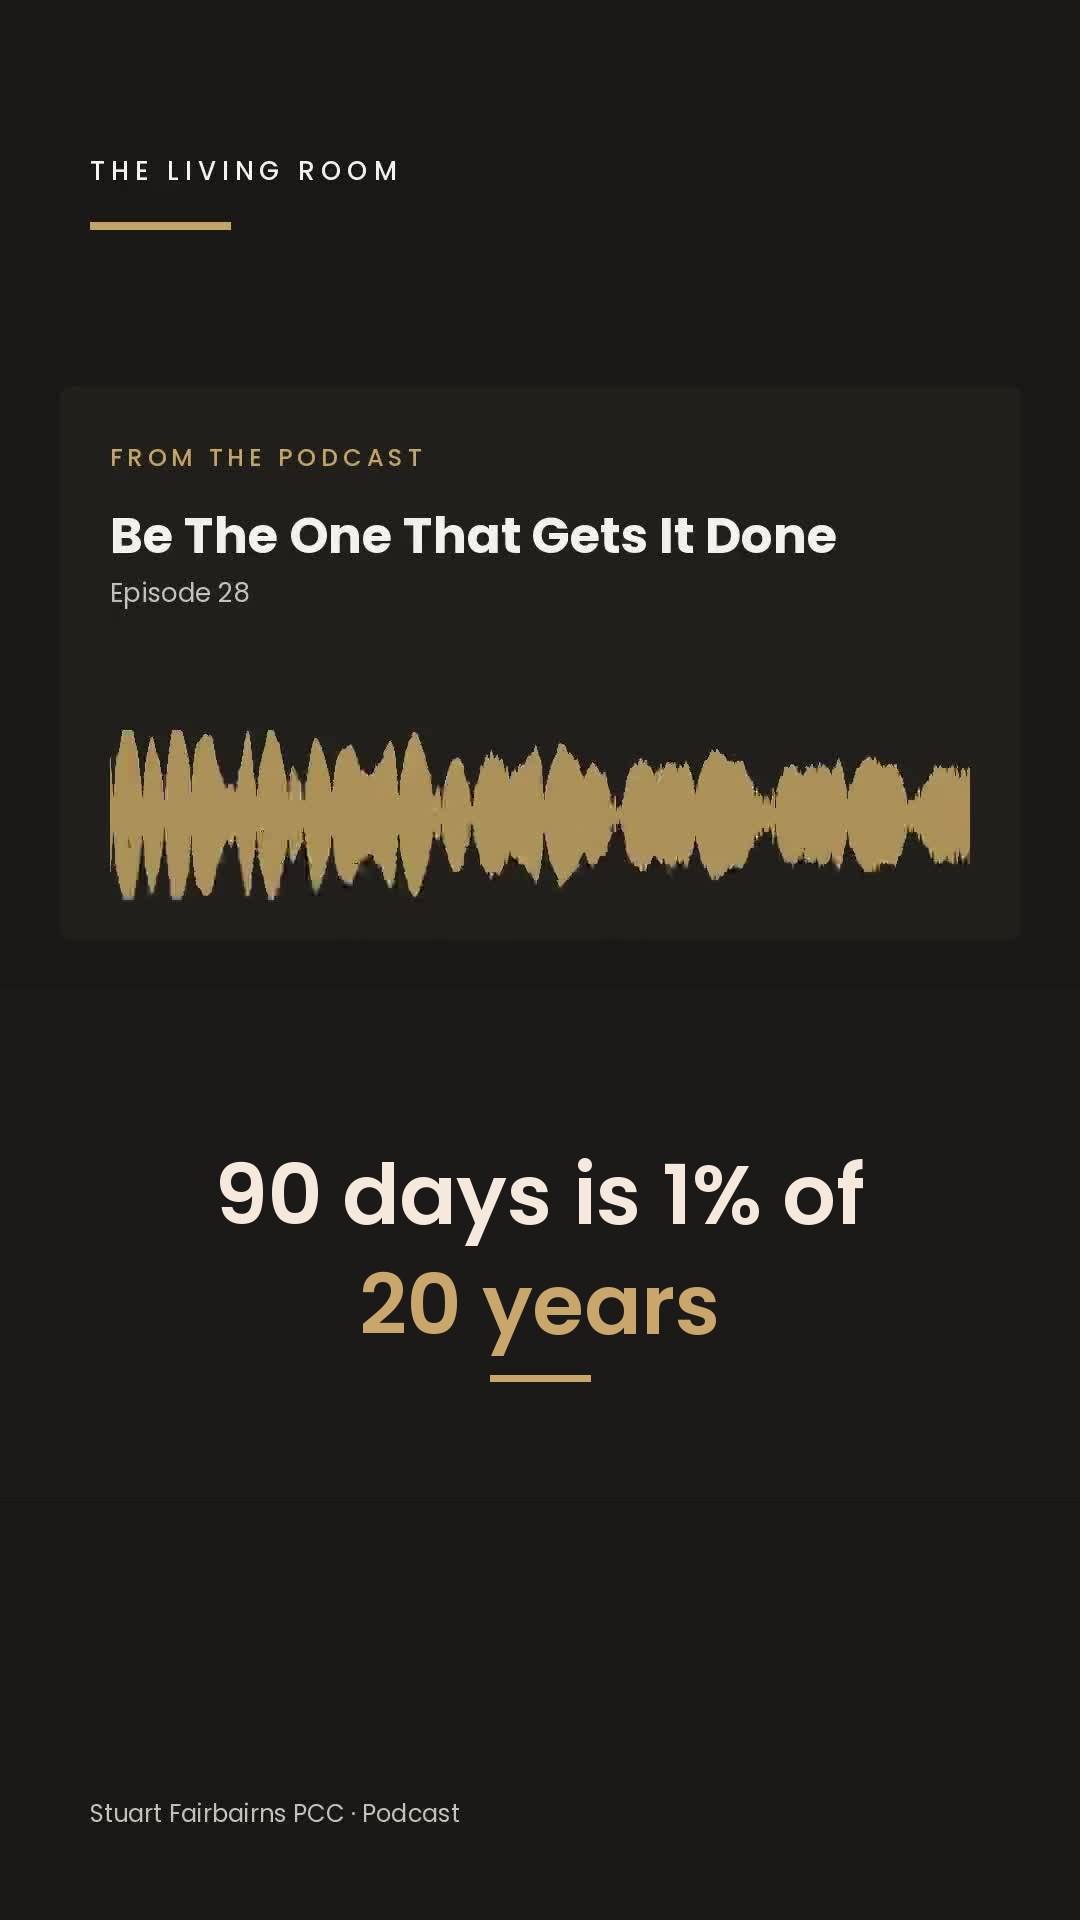 THE LIVING ROOM
FROM THE PODCAST
Be The One That Gets It Done
Episode 28
90 days is 1% of
20 years
Stuart Fairbairns PCC · Podcast